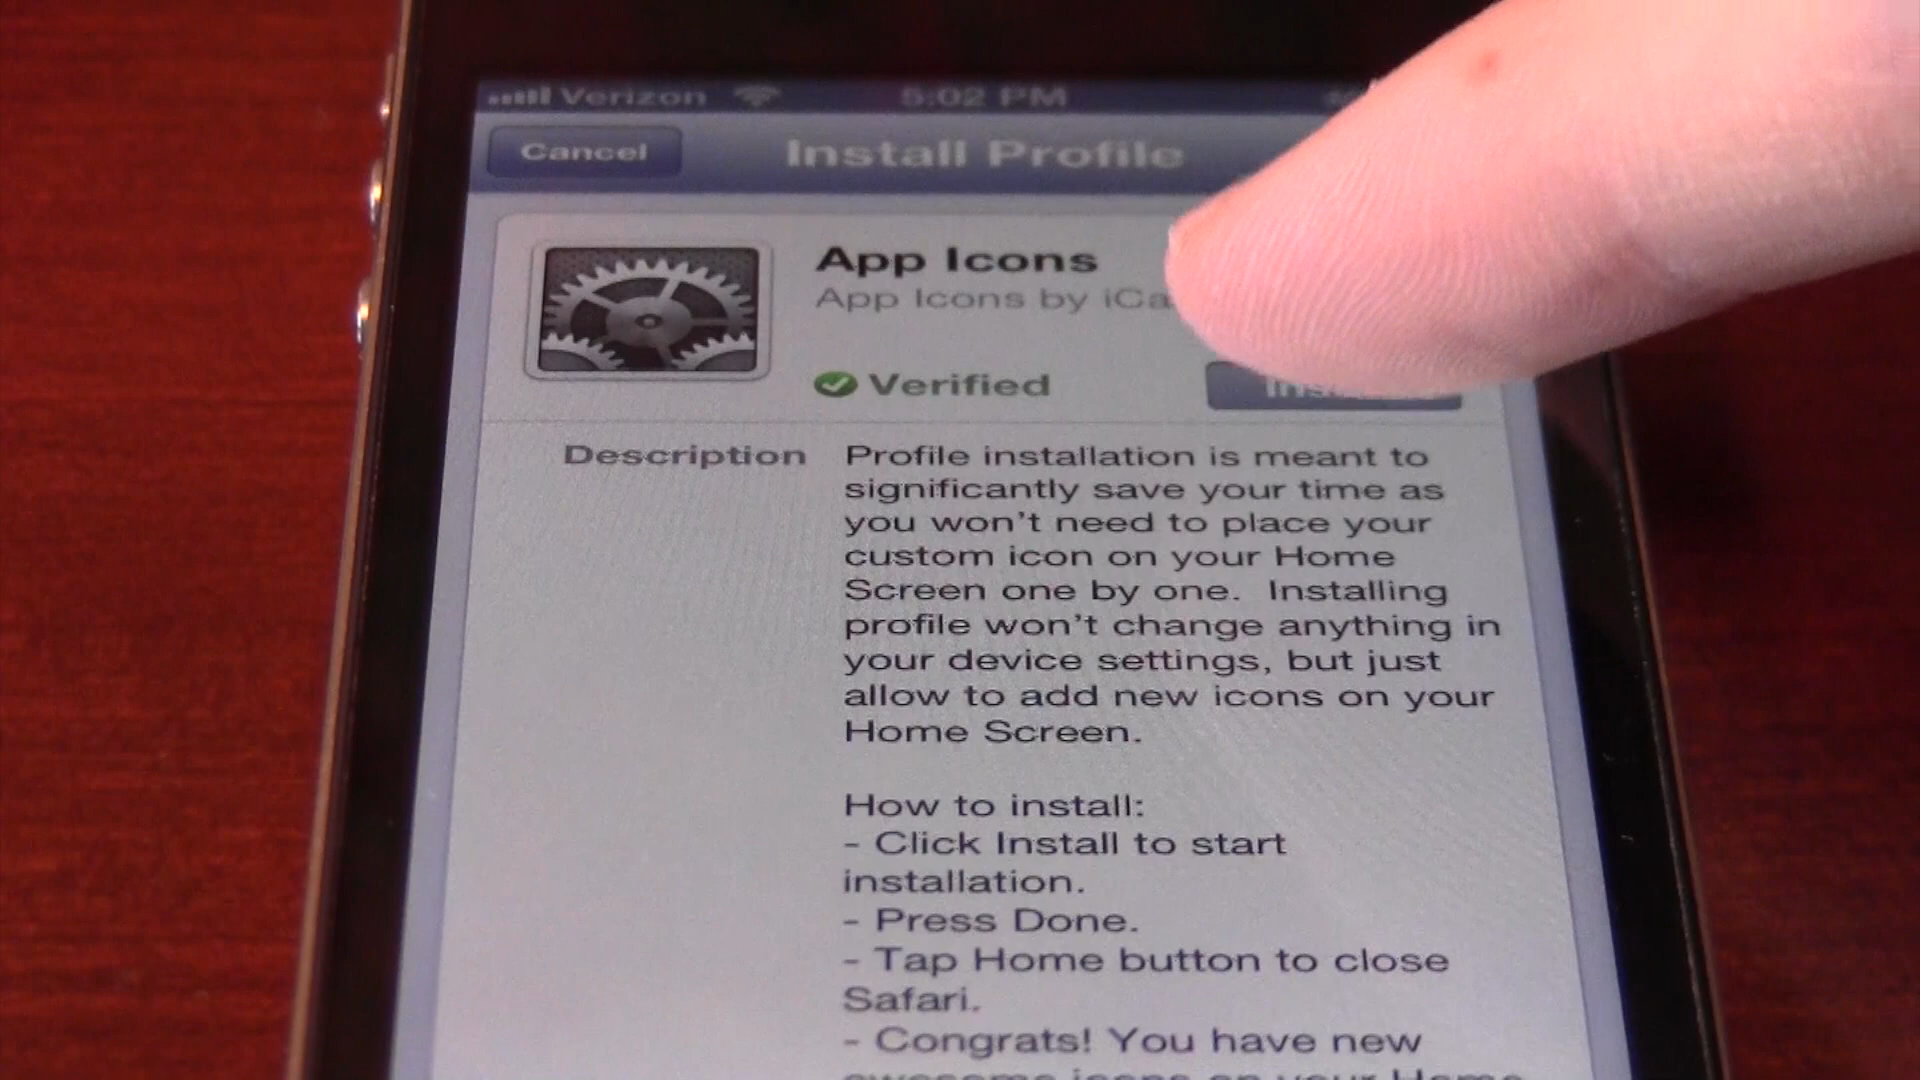 Verizon 5:02 PM
Cancel Install Profile
App Icons
App Icons by
Verified
Description Profile installation is meant to
significantly save your time as
you won't need to place your
custom icon on your Home
Screen one by one. Installing
profile won't change anything in
your device settings, but just
allow to add new icons on your
Home Screen.
How to install:
- Click Install to start
installation.
- Press Done.
- Tap Home button to close
Safari.
- Congrats! You have new
awesome icons on your Home